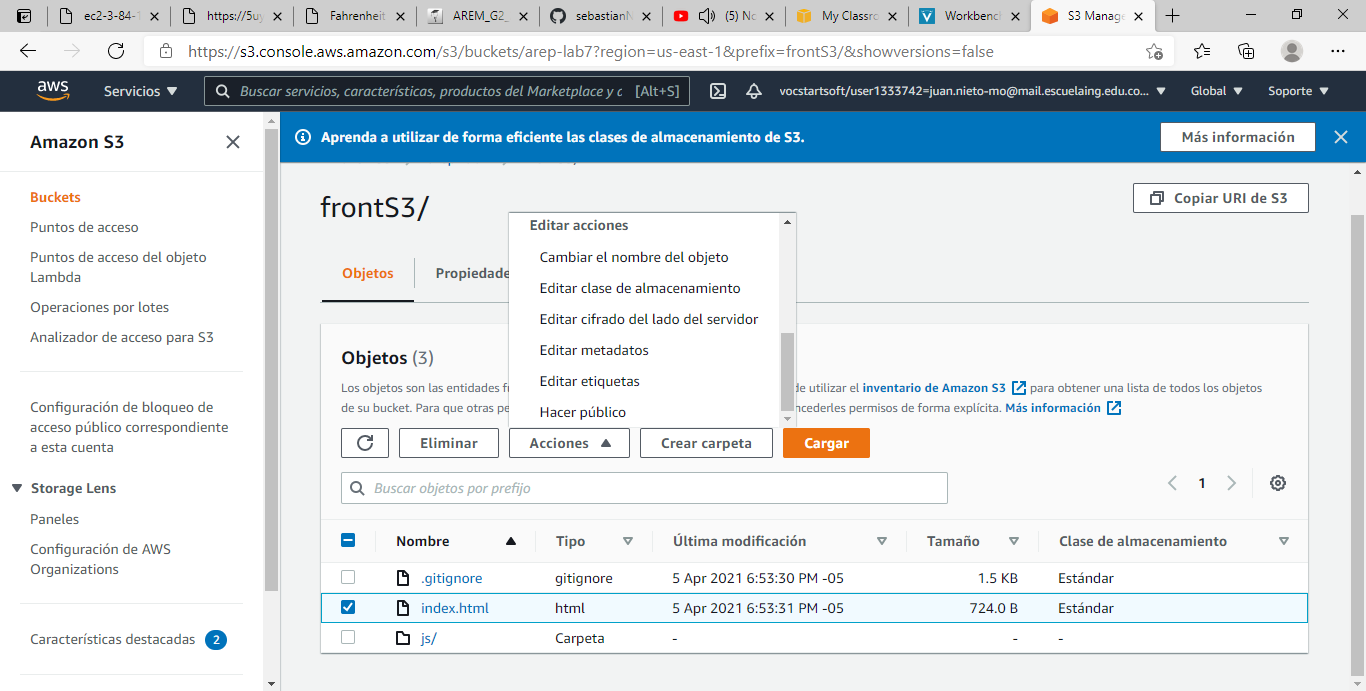 ec2-3-84-1
https://5uy
Fahrenheit
AREM_G2_
sebastianN
(5) No
My Classro
Workbenc
S3 Manage
https://s3.console.aws.amazon.com/s3/buckets/arep-lab7?region=us-east-1&prefix=frontS3/&showversions=false
aws
Servicios
Buscar servicios, características, productos del Marketplace y c [Alt+S]
vocstartsoft/user1333742=juan.nieto-mo@mail.escuelaing.edu.co...
Global
Soporte
Amazon S3
Buckets
Puntos de acceso
Puntos de acceso del objeto
Lambda
Operaciones por lotes
Analizador de acceso para S3
Configuración de bloqueo de
acceso público correspondiente
a esta cuenta
Storage Lens
Paneles
Configuración de AWS
Organizations
Características destacadas 2
Aprenda a utilizar de forma eficiente las clases de almacenamiento de S3.
Más información
frontS3/
Copiar URI de S3
Objetos
Propiedade
Editar acciones
Cambiar el nombre del objeto
Editar clase de almacenamiento
Editar cifrado del lado del servidor
Editar metadatos
Editar etiquetas
Hacer público
Objetos (3)
Los objetos son las entidades f de utilizar el inventario de Amazon S3 para obtener una lista de todos los objetos
de su bucket. Para que otras pe ncederles permisos de forma explícita. Más información
Eliminar
Acciones
Crear carpeta
Cargar
Buscar objetos por prefijo
1
Nombre Tipo Última modificación Tamaño Clase de almacenamiento
.gitignore gitignore 5 Apr 2021 6:53:30 PM -05 1.5 KB Estándar
index.html html 5 Apr 2021 6:53:31 PM -05 724.0 B Estándar
js/ Carpeta - - -